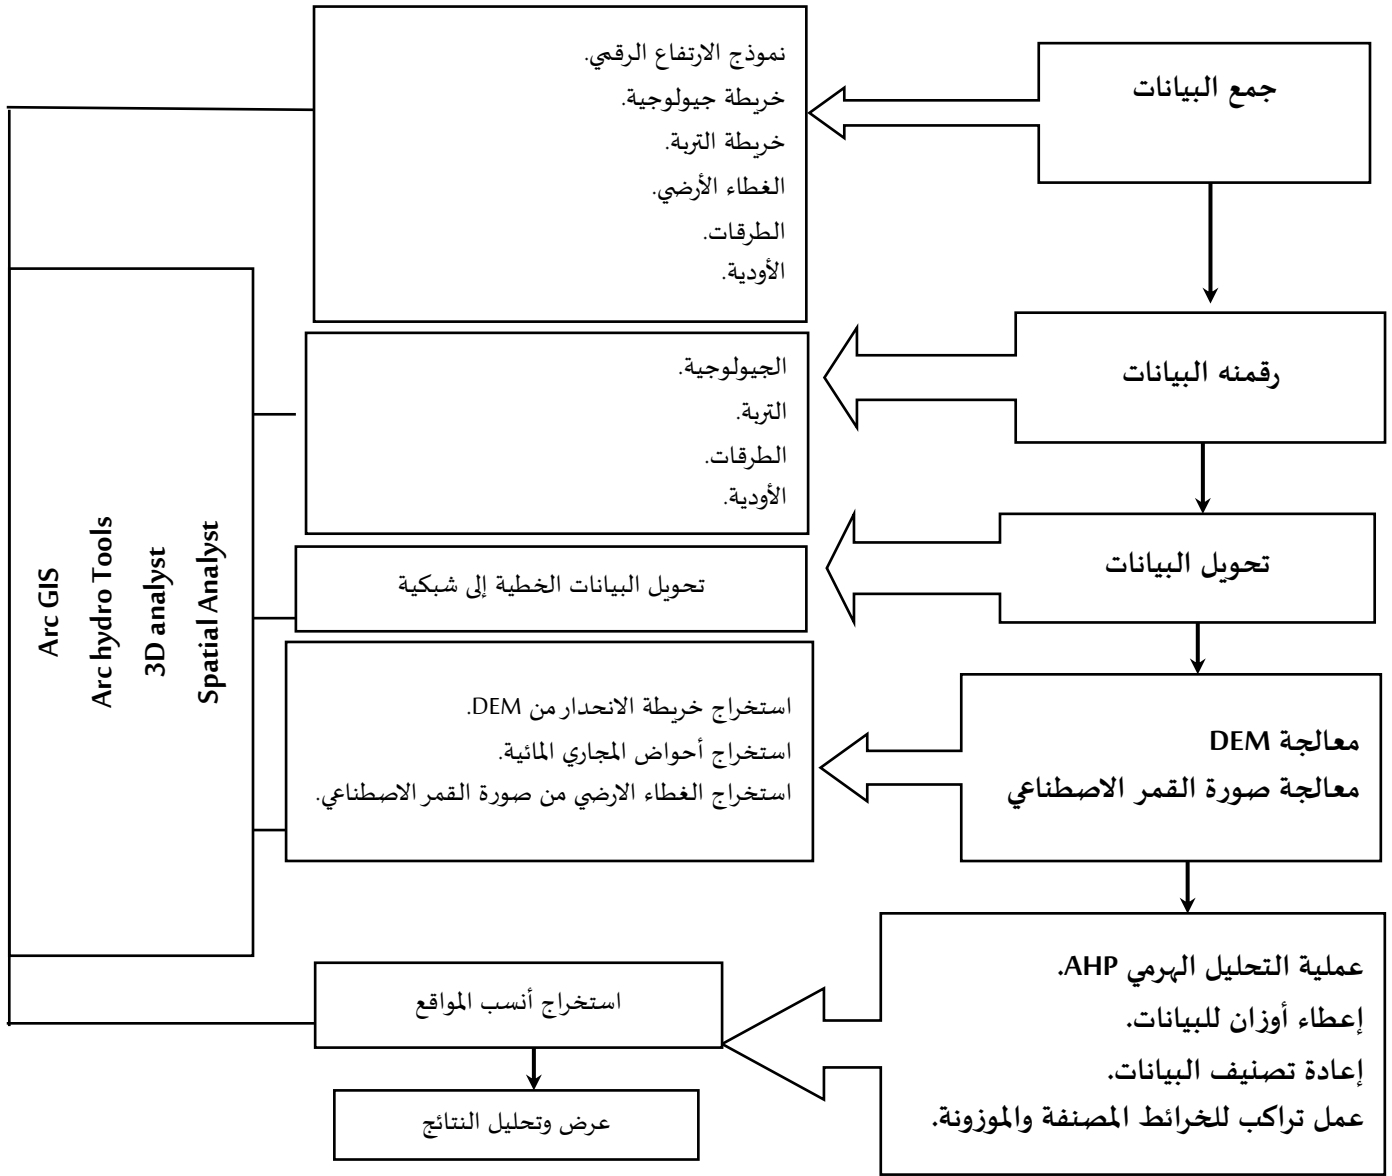 جمع البيانات
نموذج الارتفاع الرقمي.
خريطة جيولوجية.
خريطة التربة.
الغطاء الأرضي.
الطرقات.
الأودية.
رقمنه البيانات
الجيولوجية.
التربة.
الطرقات.
الأودية.
تحويل البيانات
تحويل البيانات الخطية إلى شبكية
معالجة DEM
معالجة صورة القمر الاصطناعي
استخراج خريطة الانحدار من DEM.
استخراج أحواض المجاري المائية.
استخراج الغطاء الارضي من صورة القمر الاصطناعي.
عملية التحليل الهرمي AHP.
إعطاء أوزان للبيانات.
إعادة تصنيف البيانات.
عمل تراكب للخرائط المصنفة والموزونة.
استخراج أنسب المواقع
عرض وتحليل النتائج
Arc GIS
Arc hydro Tools
3D analyst
Spatial Analyst